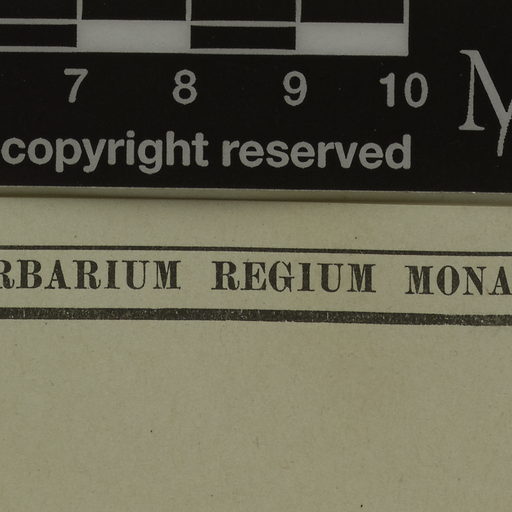 7 8 9 10 M
copyright reserved
RBARIUM REGIUM MONA